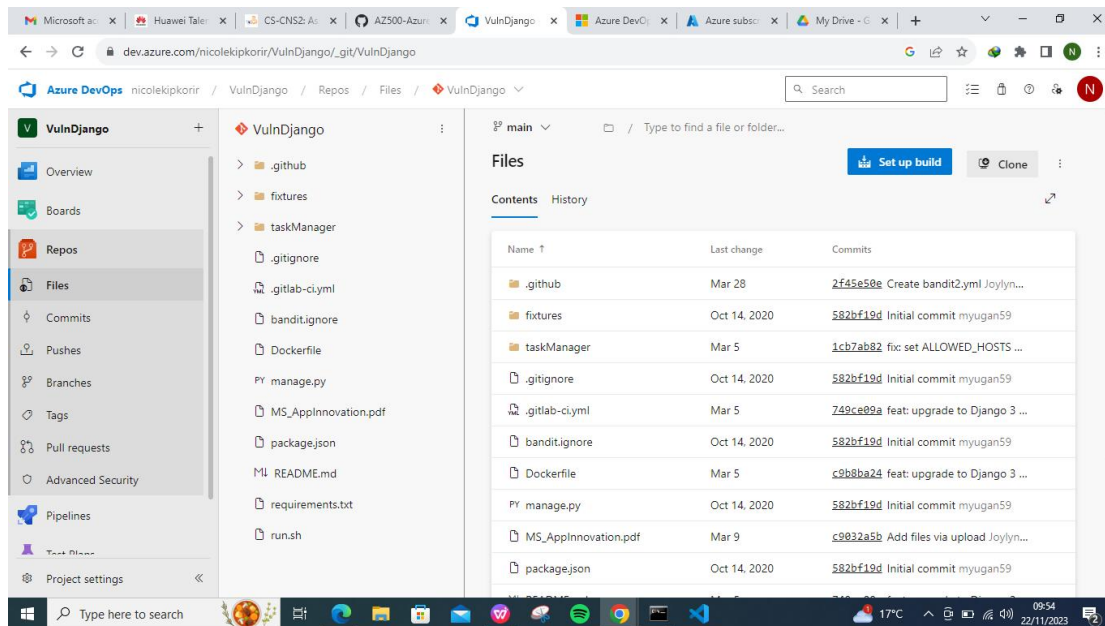 Microsoft ac
Huawei Taler
CS-CNS2: As
AZ500-Azure
VulnDjango
Azure DevOp
Azure subscr
My Drive - G
dev.azure.com/nicolekipkorir/VulnDjango/_git/VulnDjango
N
Azure DevOps nicolekipkorir / VulnDjango / Repos / Files / VulnDjango
Search
N
V VulnDjango
Overview
Boards
Repos
Files
Commits
Pushes
Branches
Tags
Pull requests
Advanced Security
Pipelines
Test Plans
Project settings
VulnDjango
.github
fixtures
taskManager
.gitignore
YML .gitlab-ci.yml
bandit.ignore
Dockerfile
PY manage.py
MS_AppInnovation.pdf
package.json
M↓ README.md
requirements.txt
run.sh
main / Type to find a file or folder...
Files
Set up build
Clone
Contents History
Name ↑ Last change Commits
.github Mar 28 2f45e50e Create bandit2.yml Joylyn...
fixtures Oct 14, 2020 582bf19d Initial commit myugan59
taskManager Mar 5 1cb7ab82 fix: set ALLOWED_HOSTS ...
.gitignore Oct 14, 2020 582bf19d Initial commit myugan59
YML .gitlab-ci.yml Mar 5 749ce09a feat: upgrade to Django 3 ...
bandit.ignore Oct 14, 2020 582bf19d Initial commit myugan59
Dockerfile Mar 5 c9b8ba24 feat: upgrade to Django 3 ...
PY manage.py Oct 14, 2020 582bf19d Initial commit myugan59
MS_AppInnovation.pdf Mar 9 c9032a5b Add files via upload Joylyn...
package.json Oct 14, 2020 582bf19d Initial commit myugan59
Type here to search
17°C
09:54
22/11/2023
2